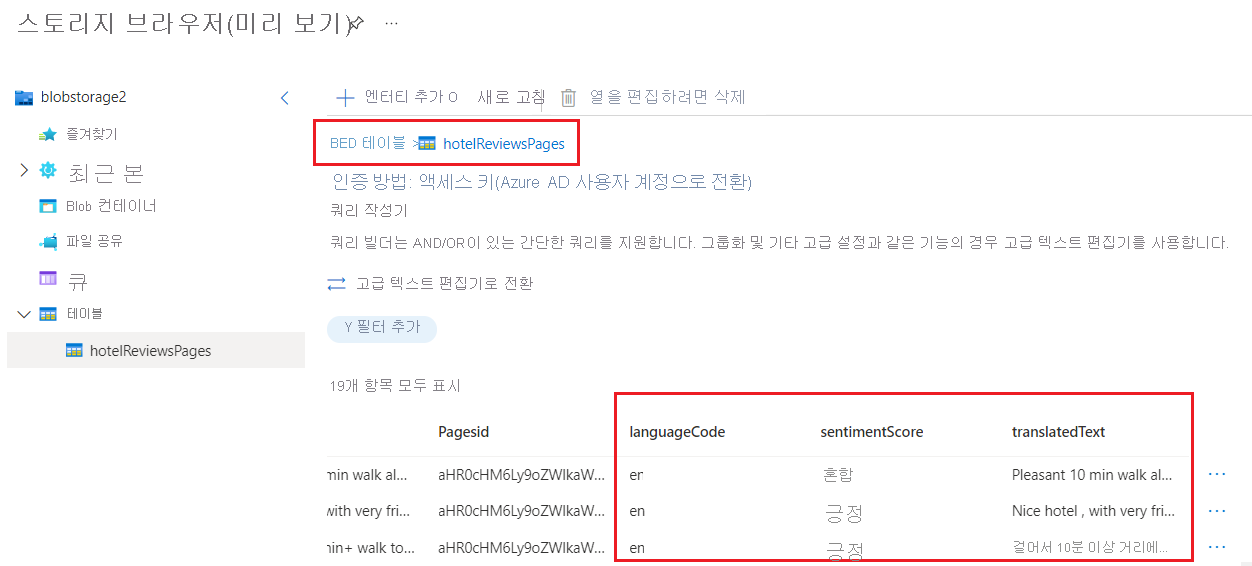 스토리지 브라우저(미리 보기) ...
blobstorage2
즐겨찾기
최근 본
Blob 컨테이너
파일 공유
큐
테이블
hotelReviewsPages
엔터티 추가 O 새로 고침 열을 편집하려면 삭제
BED 테이블 > hotelReviewsPages
인증 방법: 액세스 키(Azure AD 사용자 계정으로 전환)
쿼리 작성기
쿼리 빌더는 AND/OR이 있는 간단한 쿼리를 지원합니다. 그룹화 및 기타 고급 설정과 같은 기능의 경우 고급 텍스트 편집기를 사용합니다.
고급 텍스트 편집기로 전환
Y 필터 추가
19개 항목 모두 표시
Pagesid languageCode sentimentScore translatedText
min walk al... aHR0cHM6Ly9oZWlkaW... en 혼합 Pleasant 10 min walk al... ...
with very fri... aHR0cHM6Ly9oZWlkaW... en 긍정 Nice hotel , with very fri... ...
min+ walk to... aHR0cHM6Ly9oZWlkaW... en 긍정 걸어서 10분 이상 거리에... ...